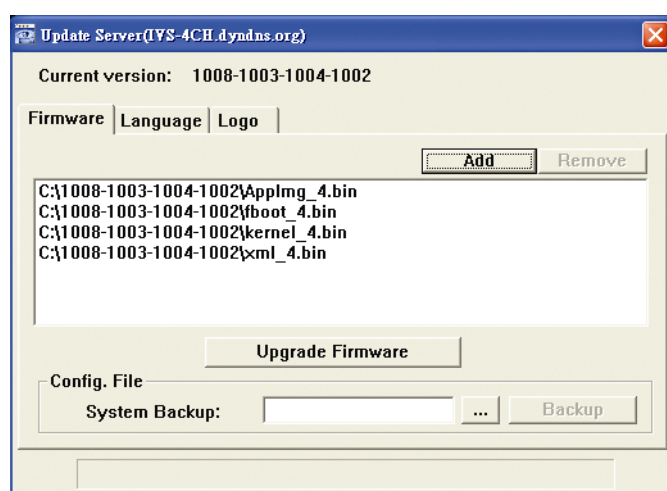 Update Server(IVS-4CH.dyndns.org)
Current version: 1008-1003-1004-1002
Firmware Language Logo
Add Remove
C:\1008-1003-1004-1002\AppImg_4.bin
C:\1008-1003-1004-1002\fboot_4.bin
C:\1008-1003-1004-1002\kernel_4.bin
C:\1008-1003-1004-1002\xml_4.bin
Upgrade Firmware
Config. File
System Backup: ... Backup